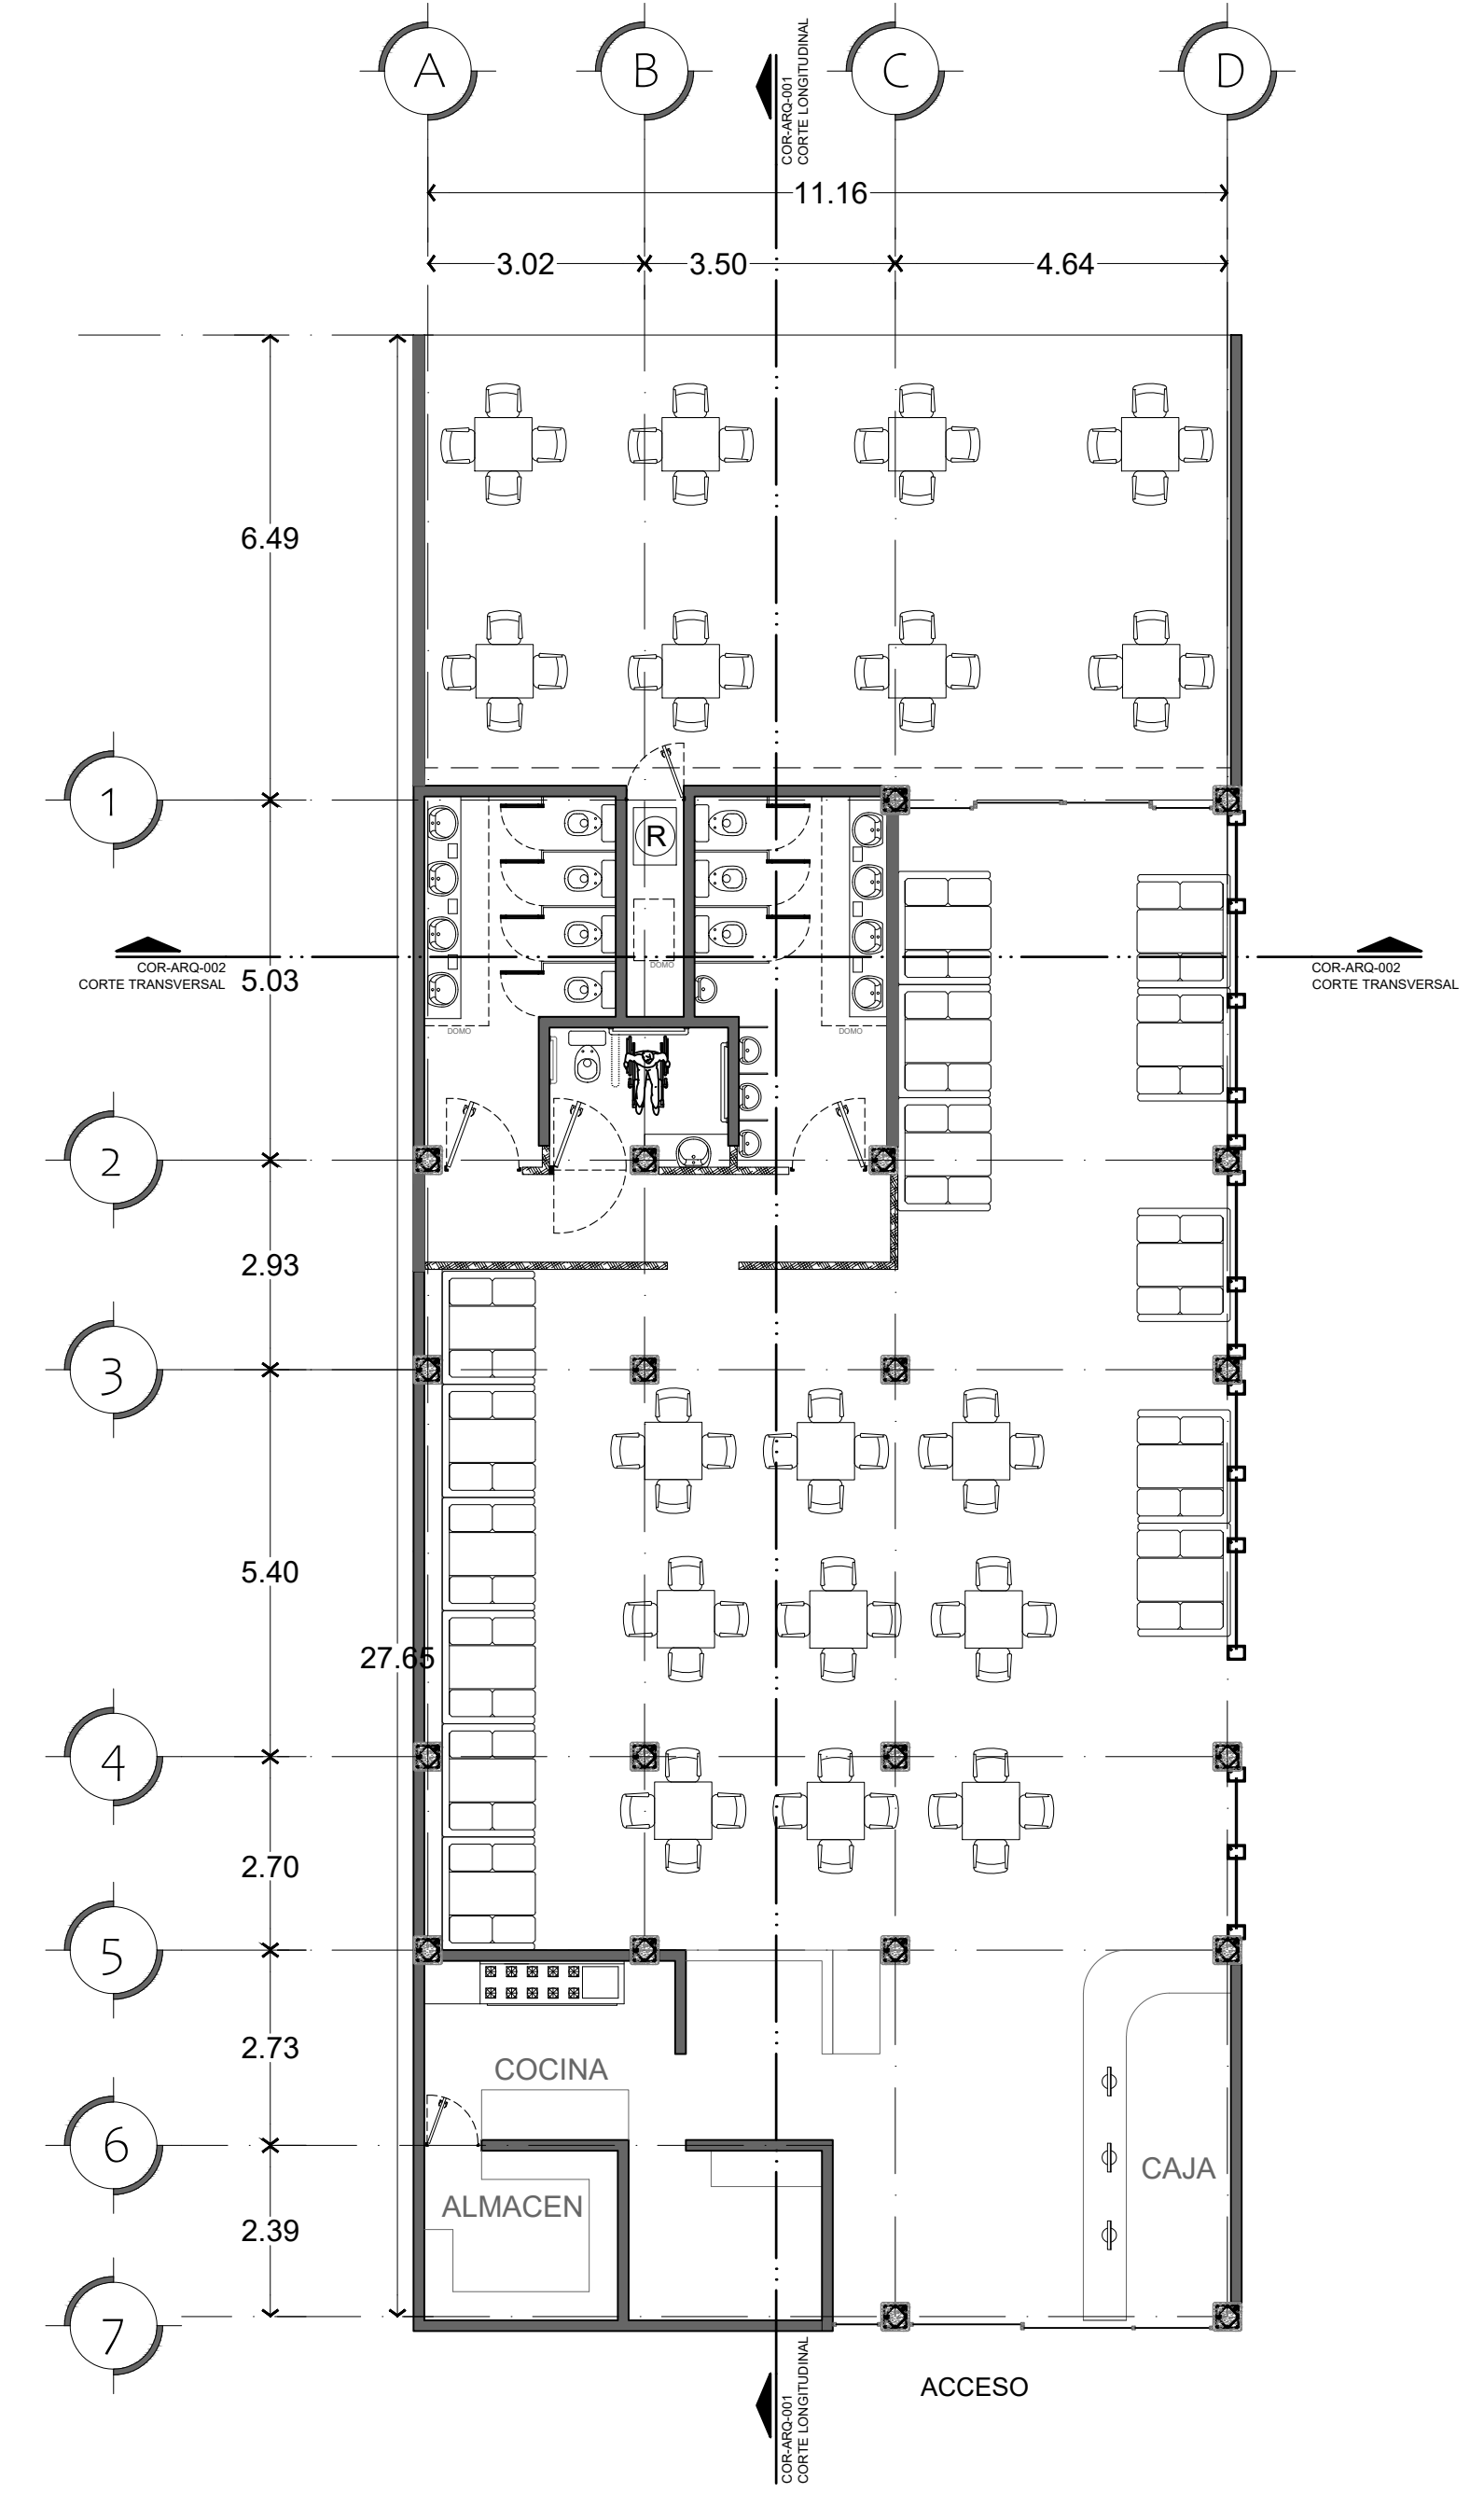 A B C D
COR-ARQ-001
CORTE LONGITUDINAL
11.16
3.02 3.50 4.64
6.49
1
R
DOMO
COR-ARQ-002
CORTE TRANSVERSAL
5.03
COR-ARQ-002
CORTE TRANSVERSAL
DOMO
DOMO
2
2.93
3
5.40
27.65
4
2.70
5
2.73
COCINA
6
CAJA
ALMACEN
2.39
7
COR-ARQ-001
CORTE LONGITUDINAL
ACCESO